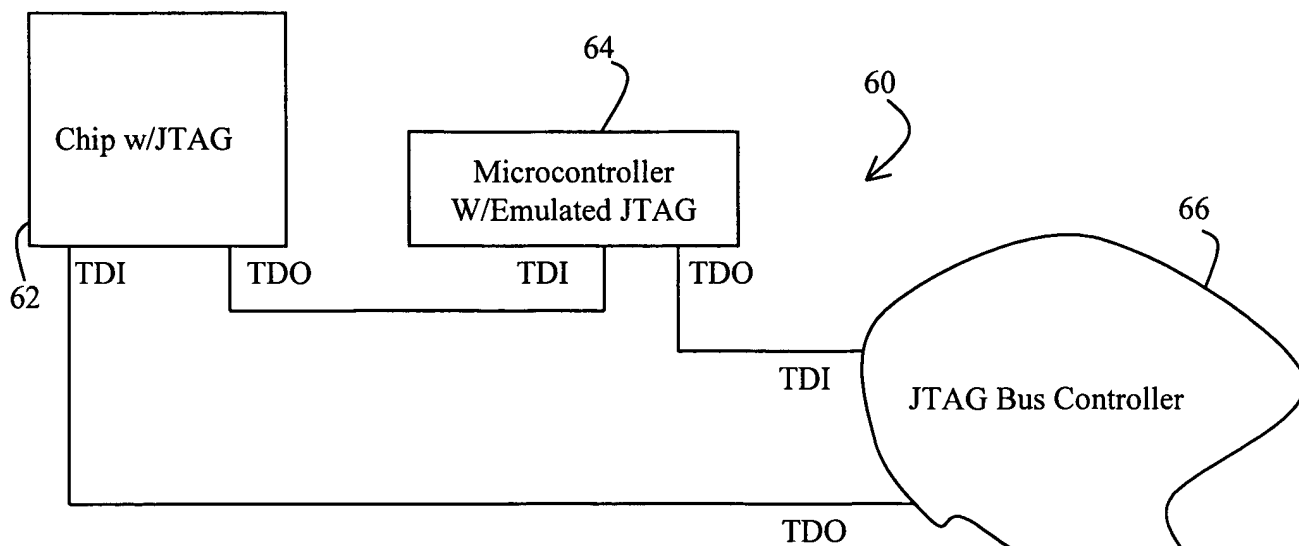 64
60
Chip w/JTAG
Microcontroller
W/Emulated JTAG
66
62
TDI
TDO
TDI
TDO
TDI
JTAG Bus Controller
TDO